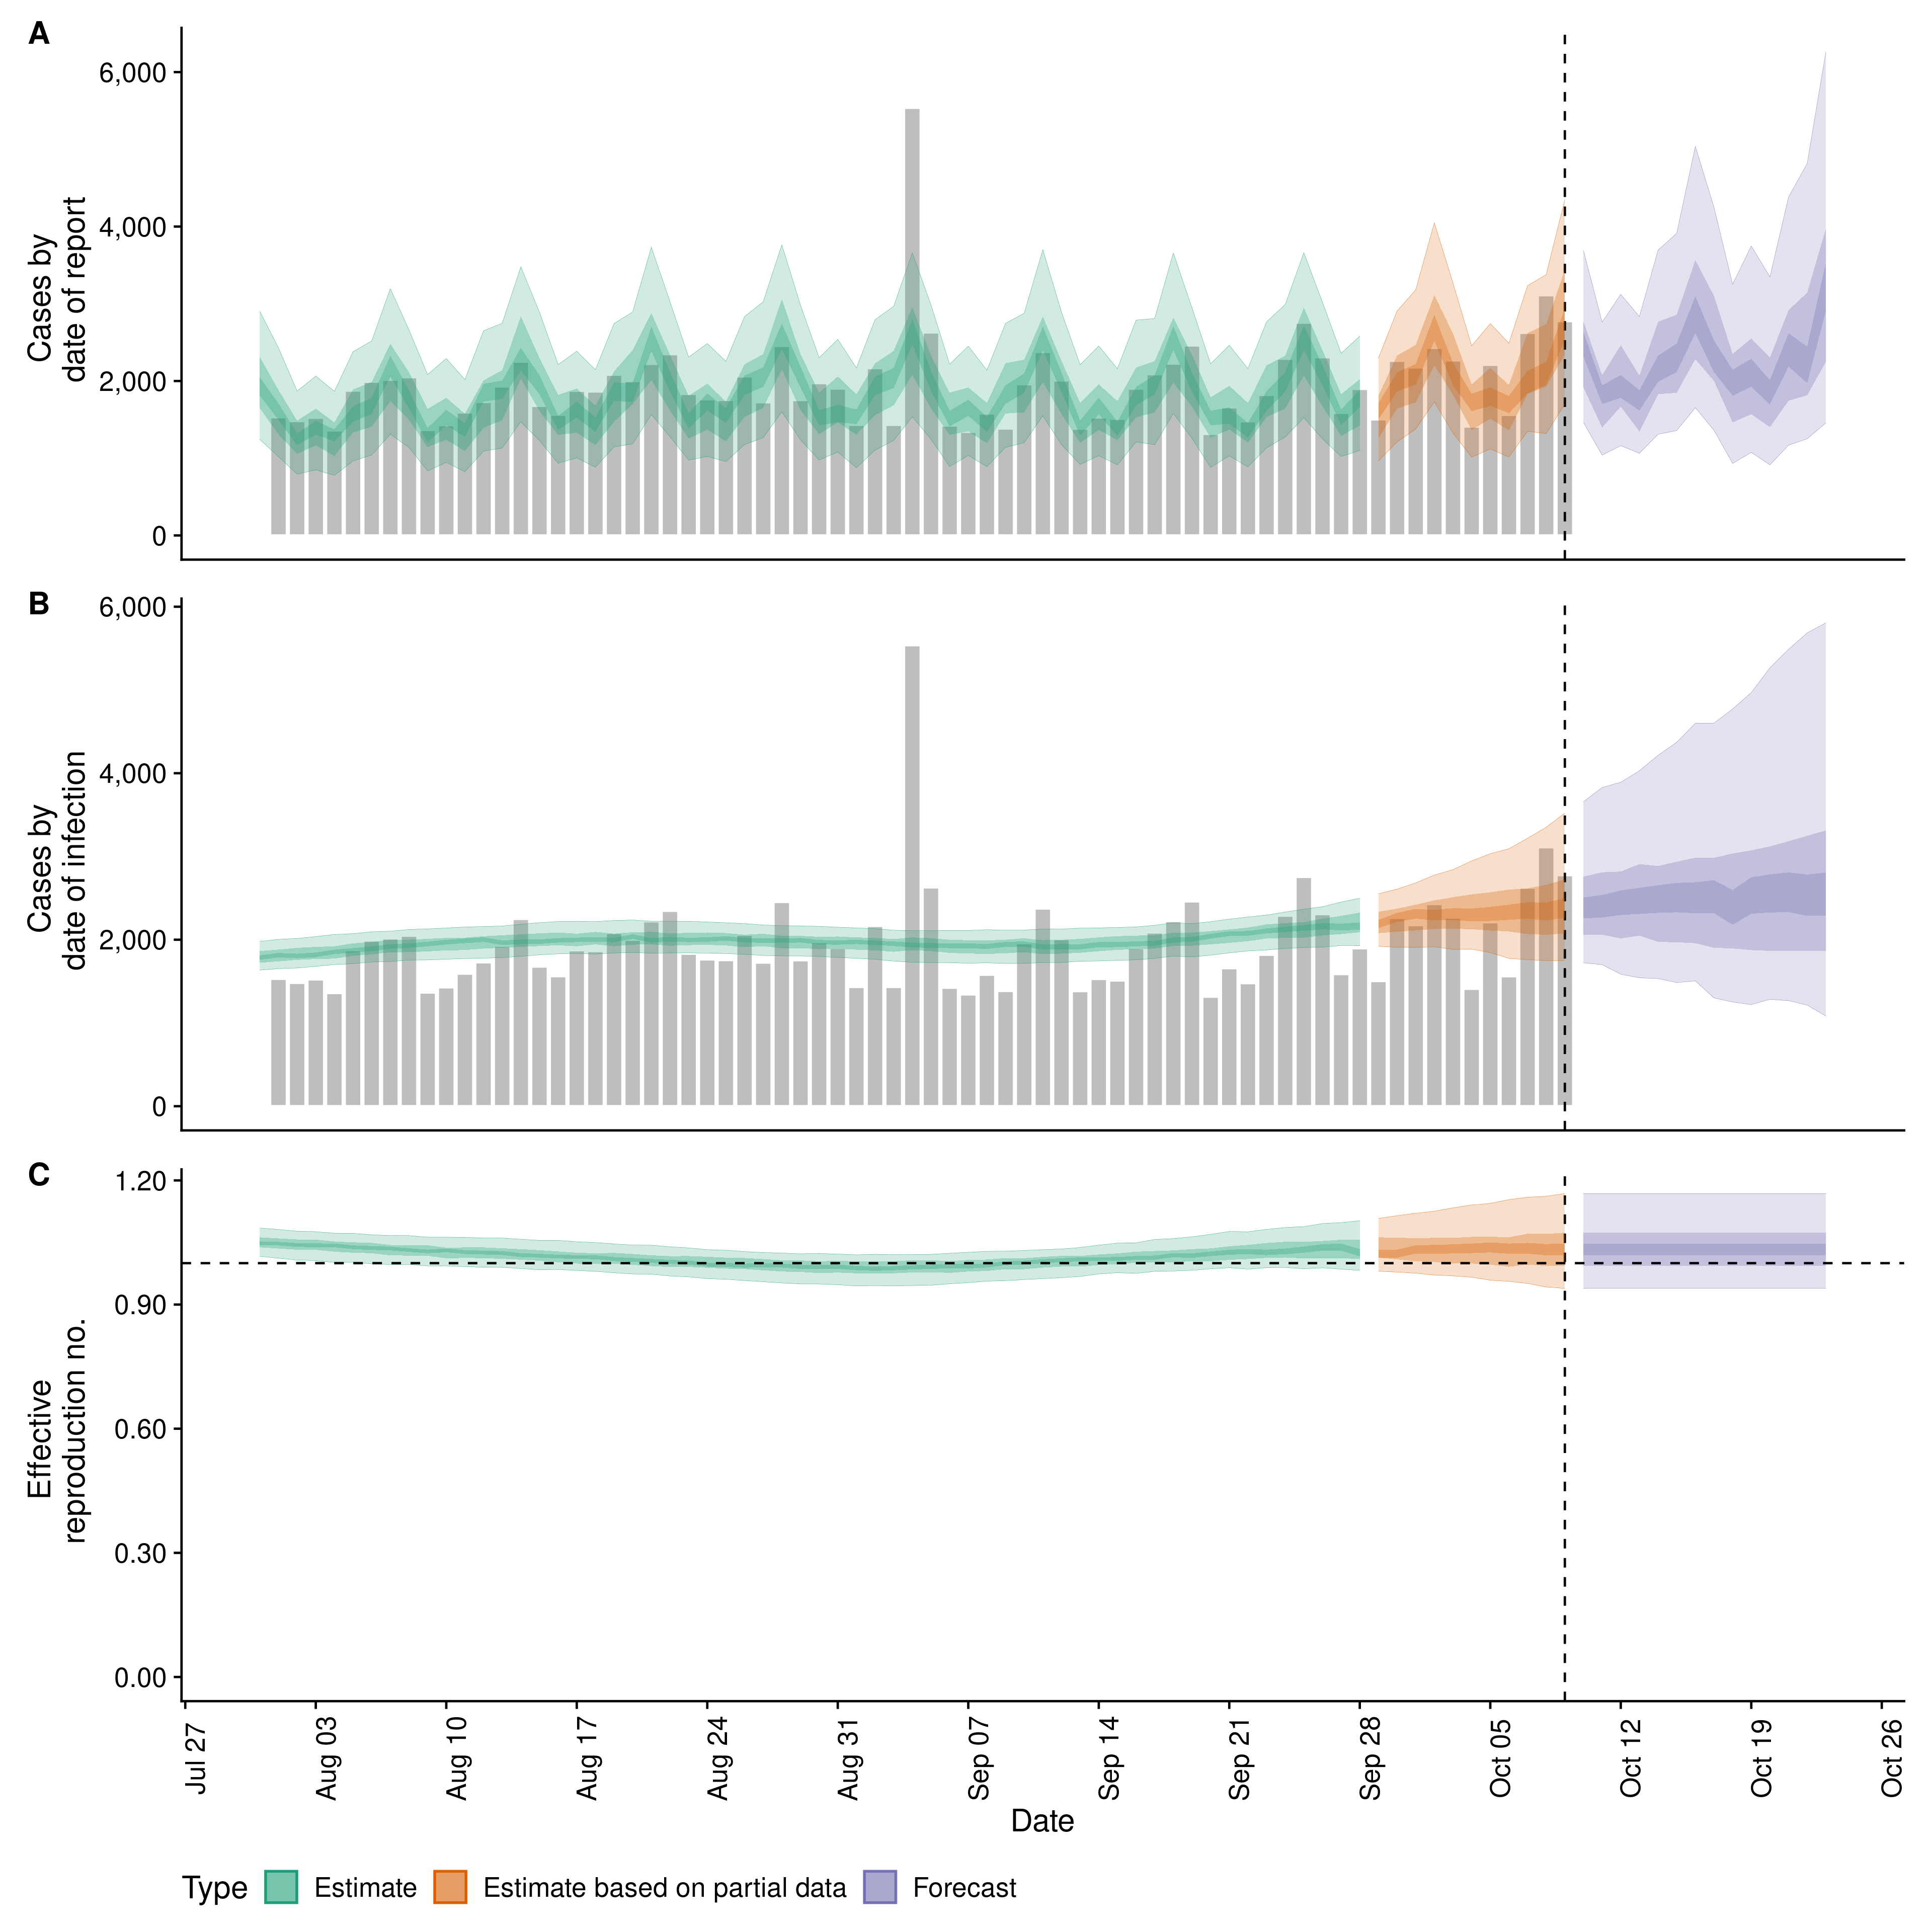 A
6,000
4,000
2,000
0
Cases by
date of report
B
6,000
4,000
2,000
0
Cases by
date of infection
C
1.20
0.90
0.60
0.30
0.00
Effective
reproduction no.
Jul 27
Aug 03
Aug 10
Aug 17
Aug 24
Aug 31
Sep 07
Sep 14
Sep 21
Sep 28
Oct 05
Oct 12
Oct 19
Oct 26
Date
Type Estimate Estimate based on partial data Forecast